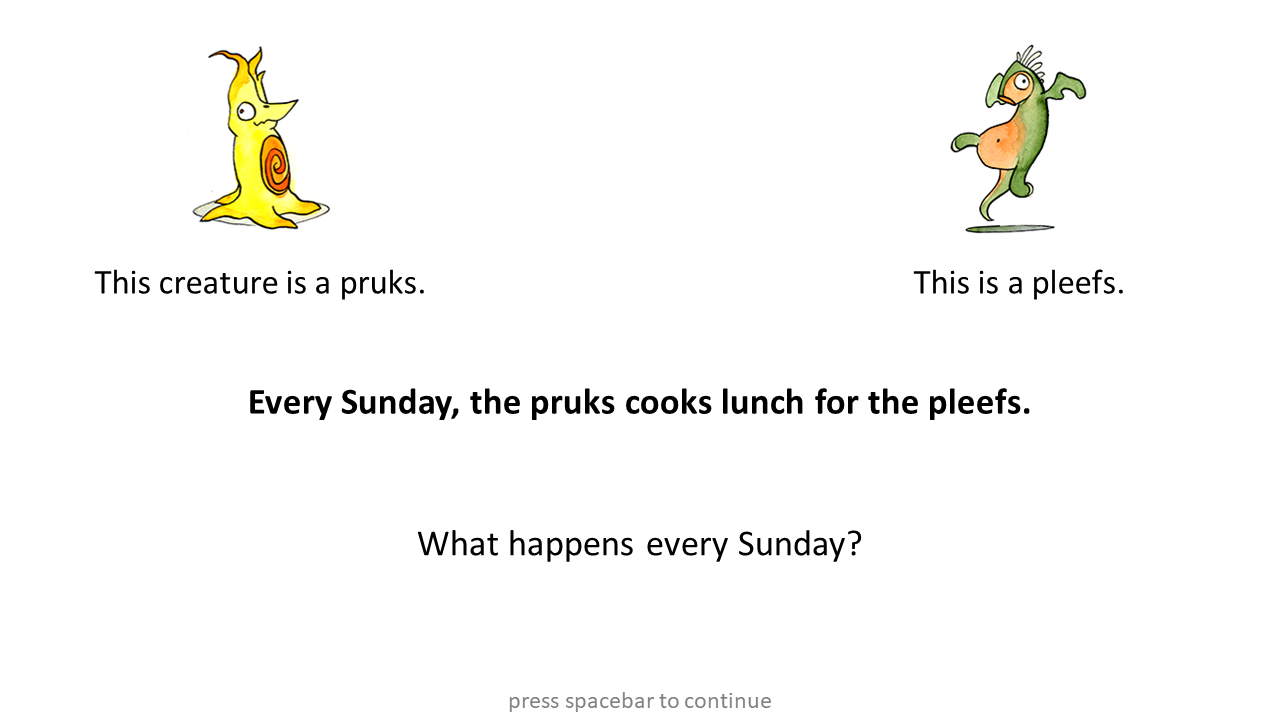 This creature is a pruks.
This is a pleefs.
Every Sunday, the pruks cooks lunch for the pleefs.
What happens every Sunday?
press spacebar to continue